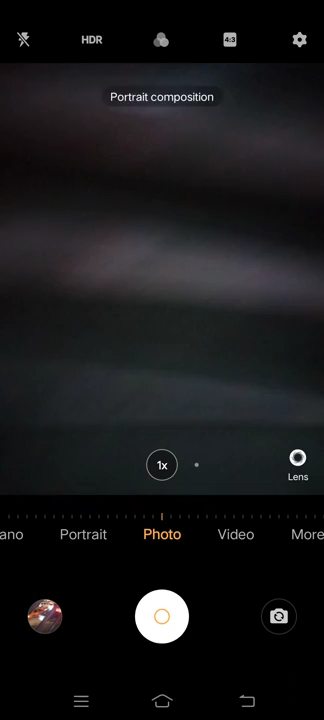 HDR
4:3
Portrait composition
1x
Lens
ano Portrait Photo Video More